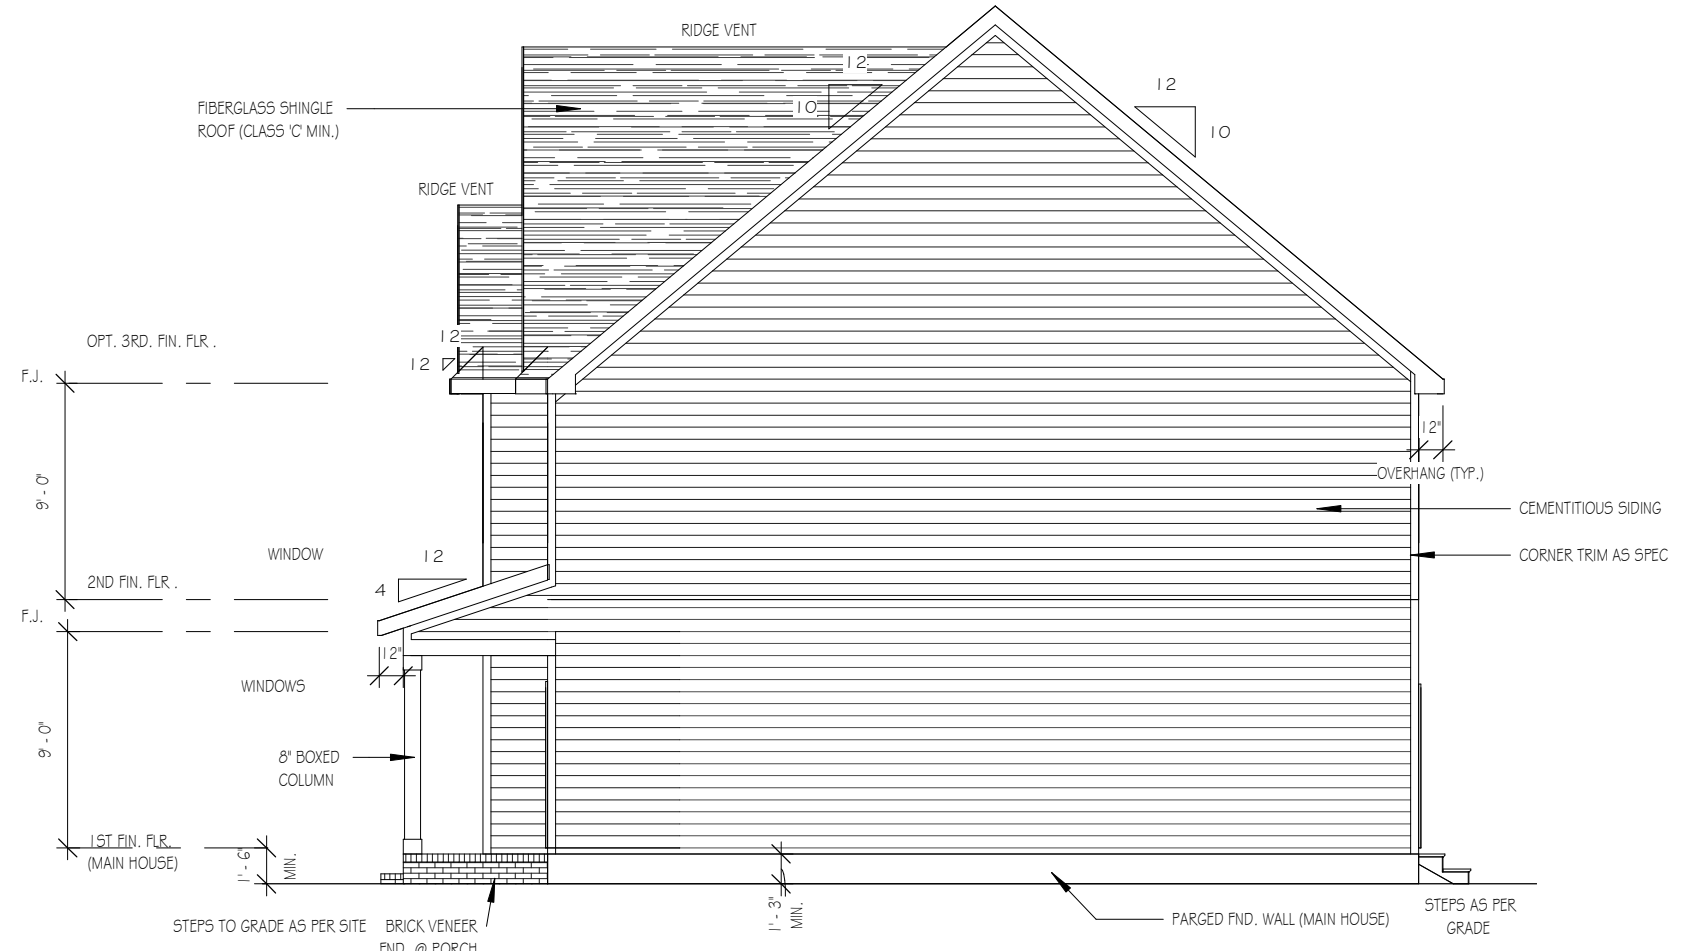 RIDGE VENT
12
10
12
10
FIBERGLASS SHINGLE
ROOF (CLASS 'C' MIN.)
RIDGE VENT
12
12
OPT. 3RD. FIN. FLR .
F.J.
9' - 0"
12"
OVERHANG (TYP.)
CEMENTITIOUS SIDING
CORNER TRIM AS SPEC
WINDOW
12
4
2ND FIN. FLR .
F.J.
12"
WINDOWS
9' - 0"
8" BOXED
COLUMN
1ST FIN. FLR.
(MAIN HOUSE)
1' - 6"
MIN.
1' - 3"
MIN.
STEPS TO GRADE AS PER SITE
BRICK VENEER
FND. @ PORCH
PARGED FND. WALL (MAIN HOUSE)
STEPS AS PER
GRADE